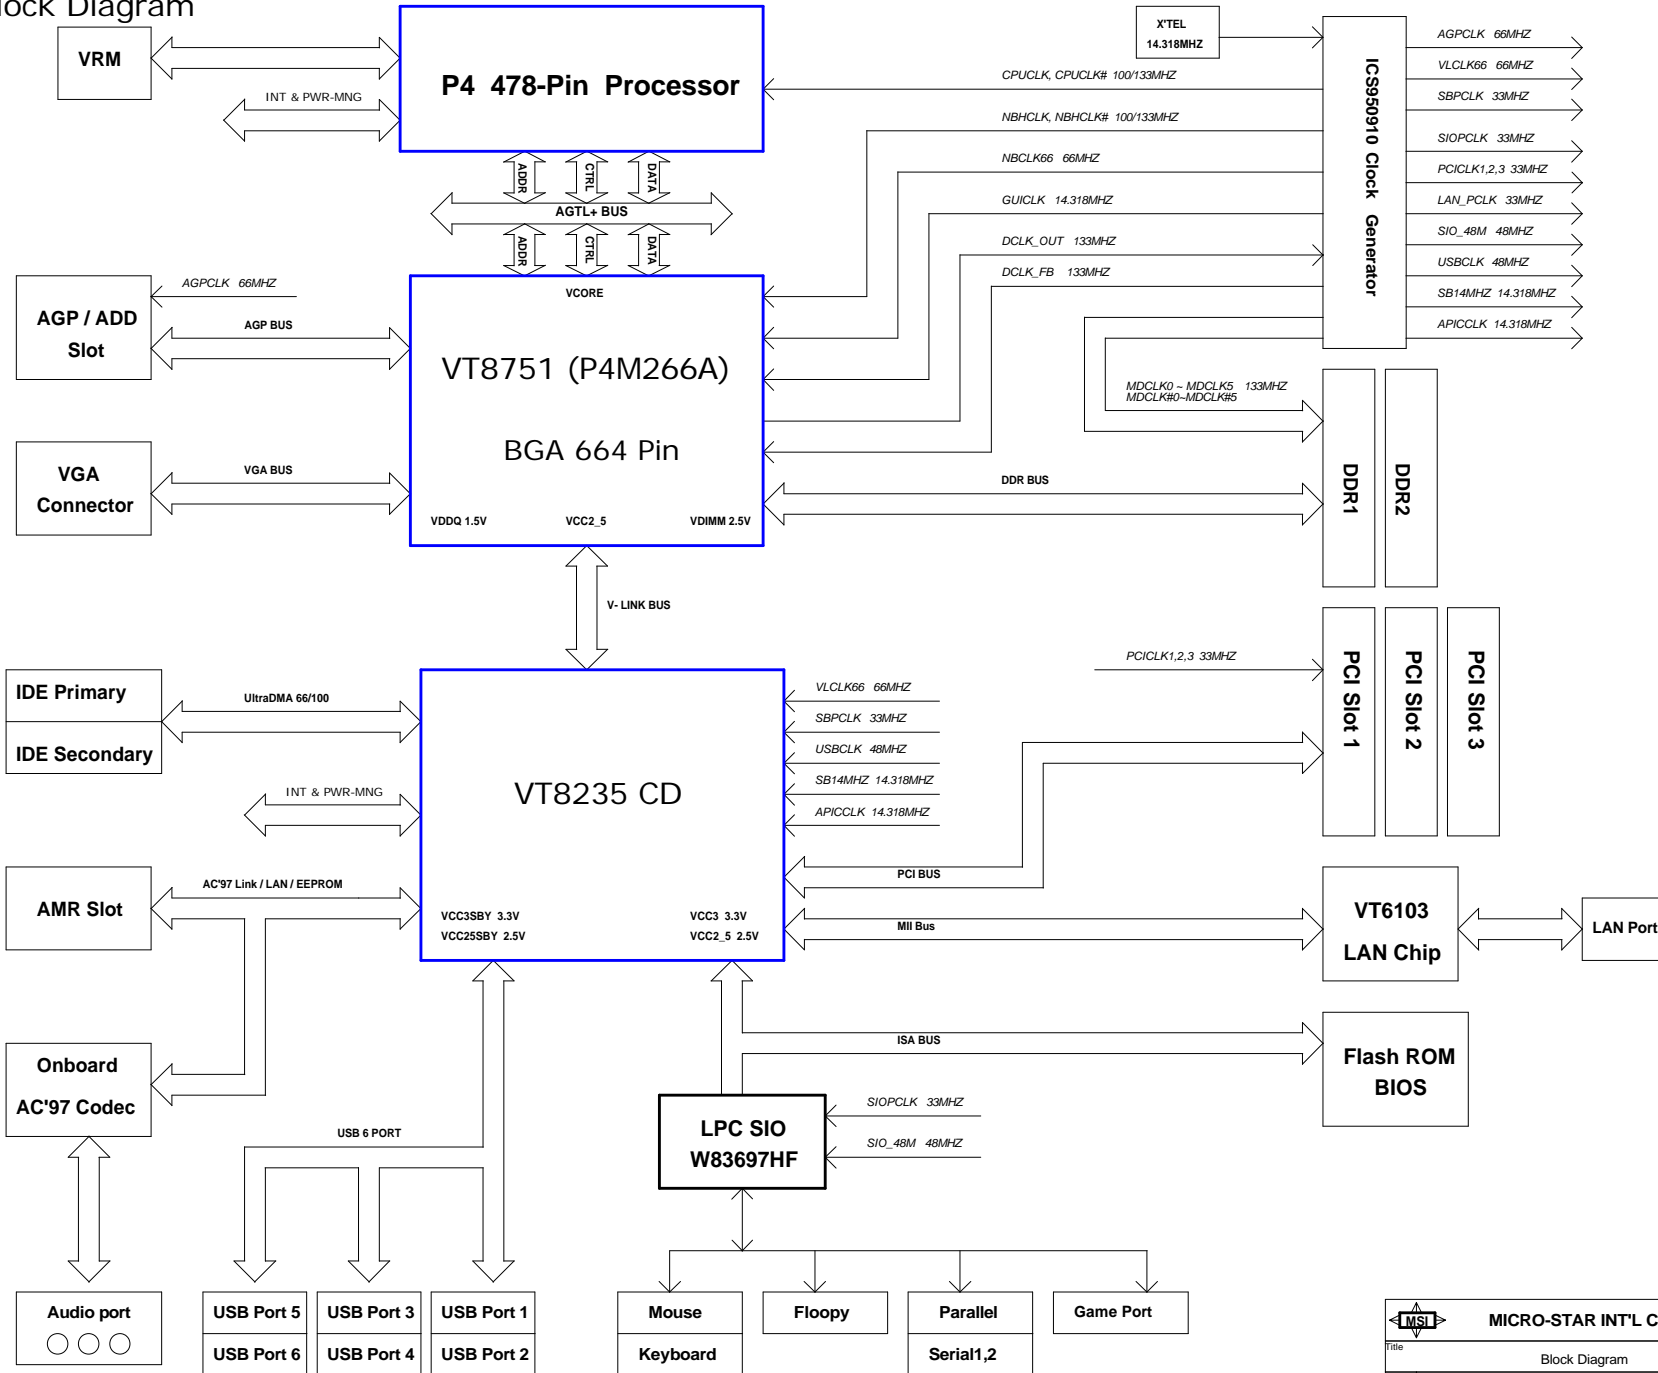 Block Diagram
VRM
INT & PWR-MNG
P4 478-Pin Processor
X'TEL
14.318MHZ
CPUCLK, CPUCLK# 100/133MHZ
NBHCLK, NBHCLK# 100/133MHZ
NBCLK66 66MHZ
GUICLK 14.318MHZ
DCLK_OUT 133MHZ
DCLK_FB 133MHZ
ICS950910 Clock Generator
AGPCLK 66MHZ
VLCLK66 66MHZ
SBPCLK 33MHZ
SIOPCLK 33MHZ
PCICLK1,2,3 33MHZ
LAN_PCLK 33MHZ
SIO_48M 48MHZ
USBCLK 48MHZ
SB14MHZ 14.318MHZ
APICCLK 14.318MHZ
ADDR
CTRL
DATA
AGTL+ BUS
ADDR
CTRL
DATA
AGP / ADD
Slot
AGPCLK 66MHZ
AGP BUS
VGA
Connector
VGA BUS
VCORE
VT8751 (P4M266A)
BGA 664 Pin
VDDQ 1.5V
VCC2_5
VDIMM 2.5V
MDCLK0 ~ MDCLK5 133MHZ
MDCLK#0~MDCLK#5
DDR BUS
DDR1
DDR2
V- LINK BUS
IDE Primary
IDE Secondary
UltraDMA 66/100
INT & PWR-MNG
AMR Slot
AC'97 Link / LAN / EEPROM
VT8235 CD
VCC3SBY 3.3V
VCC25SBY 2.5V
VCC3 3.3V
VCC2_5 2.5V
VLCLK66 66MHZ
SBPCLK 33MHZ
USBCLK 48MHZ
SB14MHZ 14.318MHZ
APICCLK 14.318MHZ
PCICLK1,2,3 33MHZ
PCI Slot 1
PCI Slot 2
PCI Slot 3
PCI BUS
MII Bus
VT6103
LAN Chip
LAN Port
ISA BUS
Flash ROM
BIOS
Onboard
AC'97 Codec
USB 6 PORT
LPC SIO
W83697HF
SIOPCLK 33MHZ
SIO_48M 48MHZ
Audio port
USB Port 5
USB Port 6
USB Port 3
USB Port 4
USB Port 1
USB Port 2
Mouse
Keyboard
Floopy
Parallel
Serial1,2
Game Port
MSI
MICRO-STAR INT'L C
Title
Block Diagram